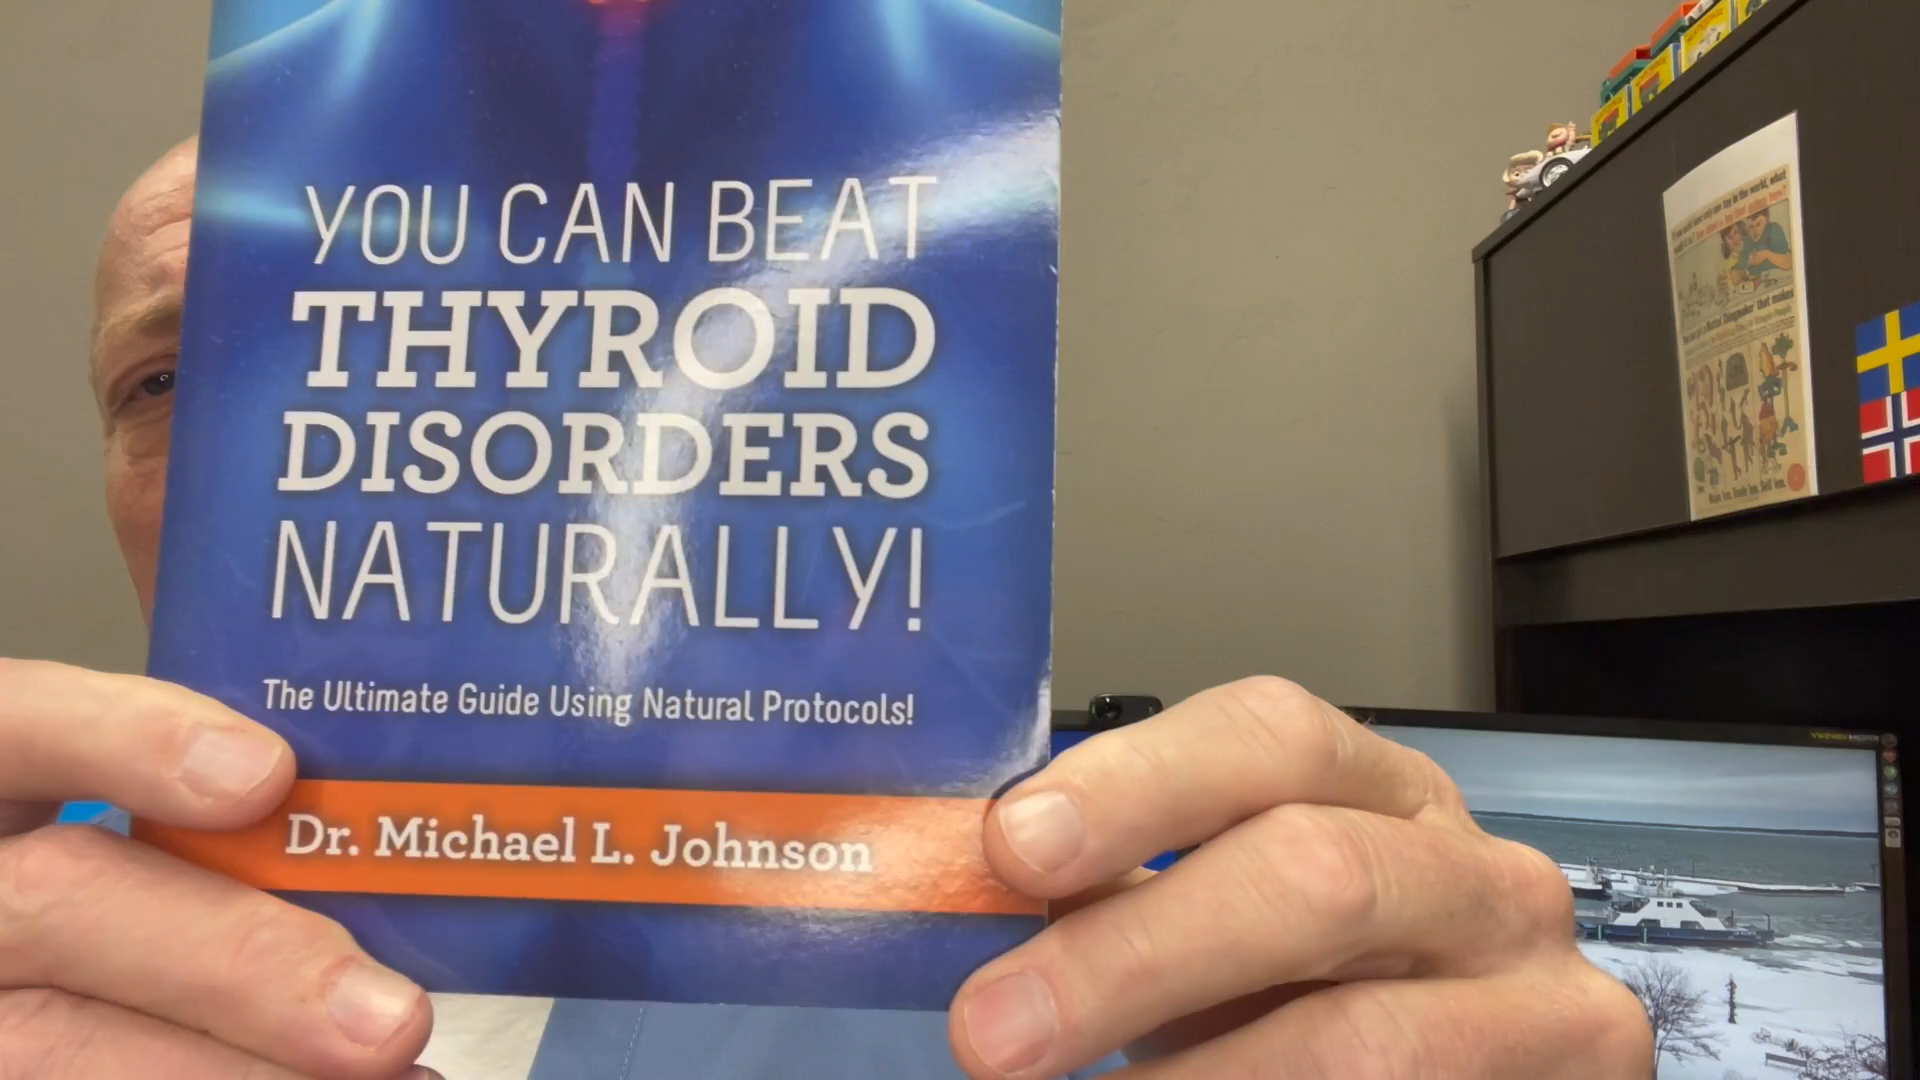 YOU CAN BEAT
THYROID
DISORDERS
NATURALLY!
The Ultimate Guide Using Natural Protocols!
Dr. Michael L. Johnson